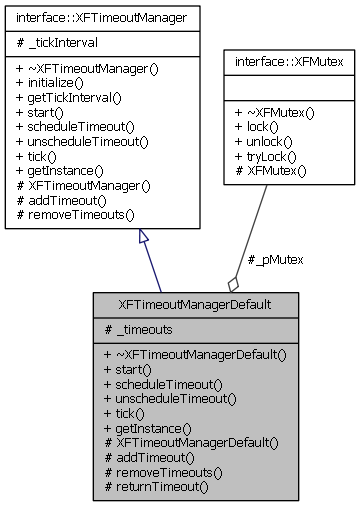 interface::XFTimeoutManager
# _tickInterval
+ ~XFTimeoutManager()
+ initialize()
+ getTickInterval()
+ start()
+ scheduleTimeout()
+ unscheduleTimeout()
+ tick()
+ getInstance()
# XFTimeoutManager()
# addTimeout()
# removeTimeouts()
interface::XFMutex
+ ~XFMutex()
+ lock()
+ unlock()
+ tryLock()
# XFMutex()
#_pMutex
XFTimeoutManagerDefault
# _timeouts
+ ~XFTimeoutManagerDefault()
+ start()
+ scheduleTimeout()
+ unscheduleTimeout()
+ tick()
+ getInstance()
# XFTimeoutManagerDefault()
# addTimeout()
# removeTimeouts()
# returnTimeout()